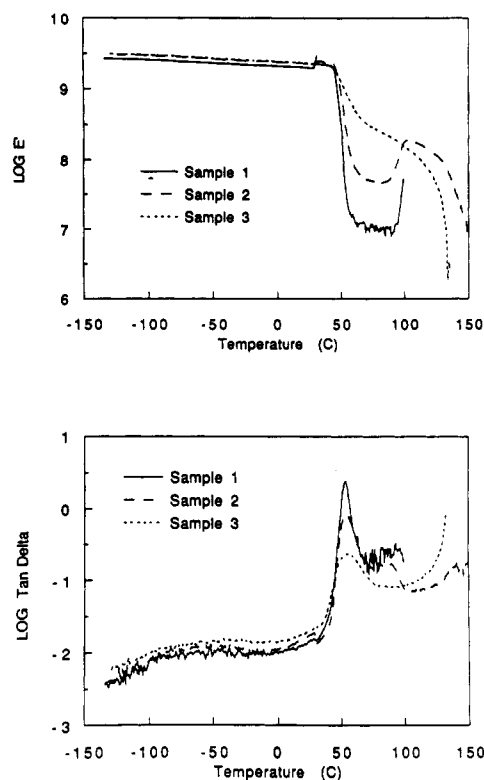 10
9
LOG E'
8
Sample 1
Sample 2
Sample 3
7
6
-150 -100 -50 0 50 100 150
Temperature (C)
1
Sample 1
Sample 2
Sample 3
0
LOG Tan Delta
-1
-2
-3
-150 -100 -50 0 50 100 150
Temperature (C)